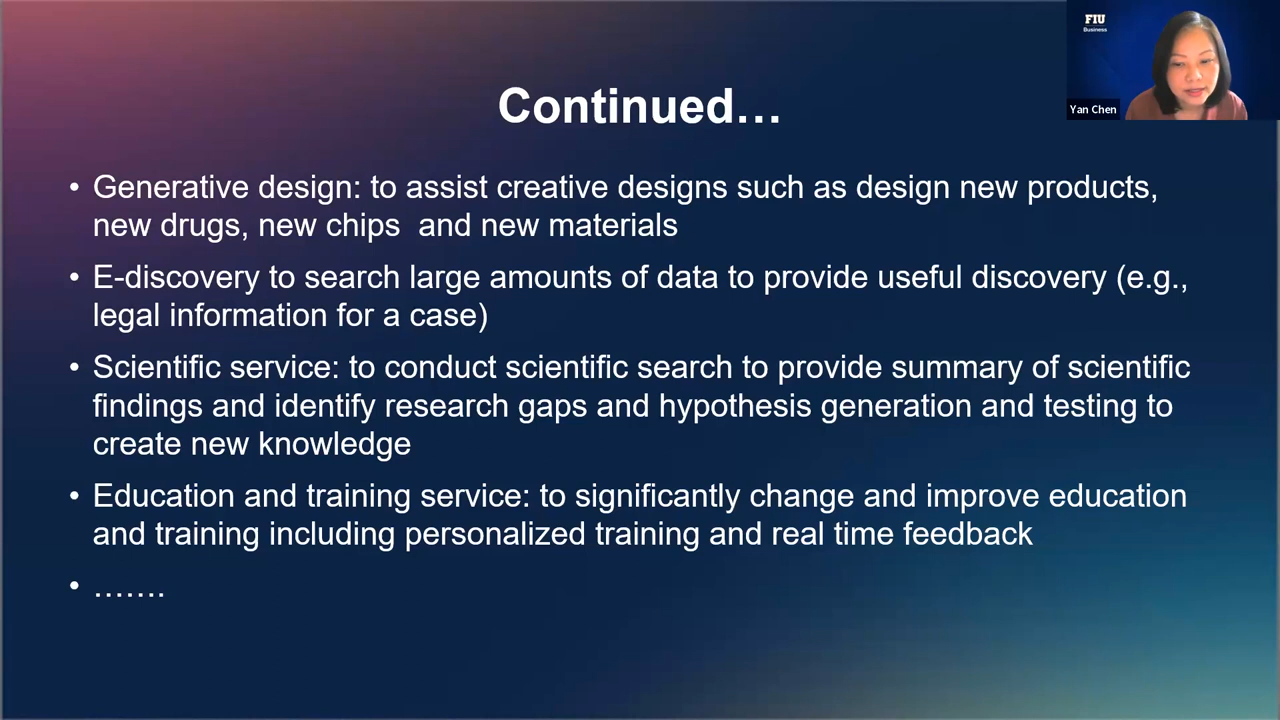 FIU
Business
Yan Chen
Continued…
• Generative design: to assist creative designs such as design new products,
new drugs, new chips  and new materials
• E-discovery to search large amounts of data to provide useful discovery (e.g.,
legal information for a case)
• Scientific service: to conduct scientific search to provide summary of scientific
findings and identify research gaps and hypothesis generation and testing to
create new knowledge
• Education and training service: to significantly change and improve education
and training including personalized training and real time feedback
• …….